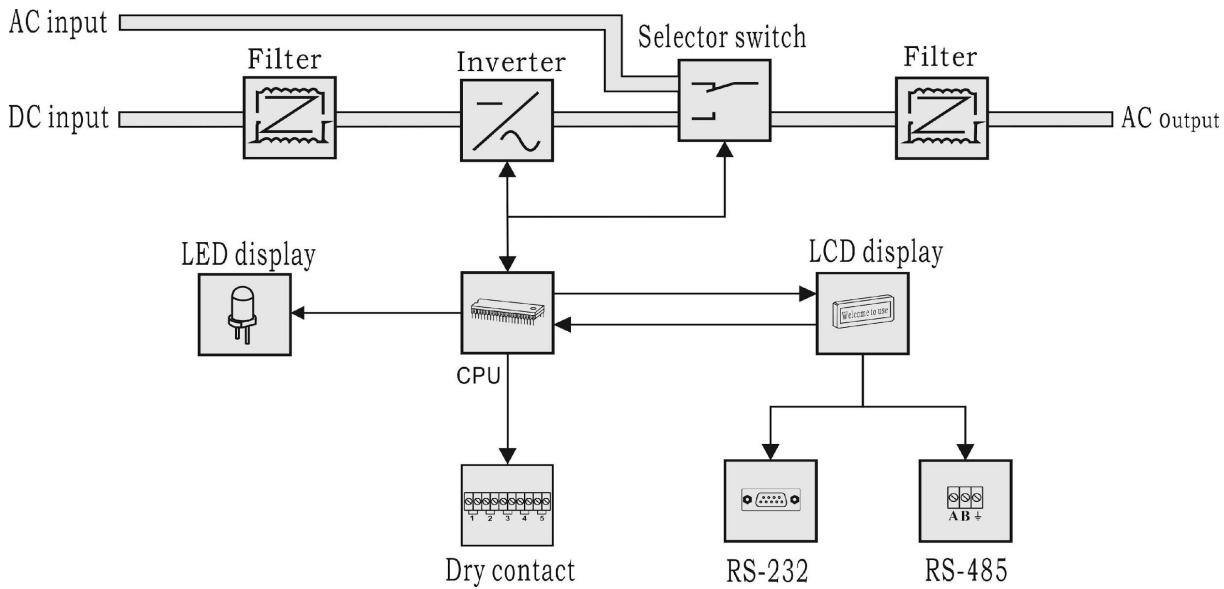 AC input
Selector switch
Filter
Inverter
Filter
DC input
AC Output
LED display
LCD display
Welcome to use
CPU
1 2 3 4 5
A B
Dry contact
RS-232
RS-485